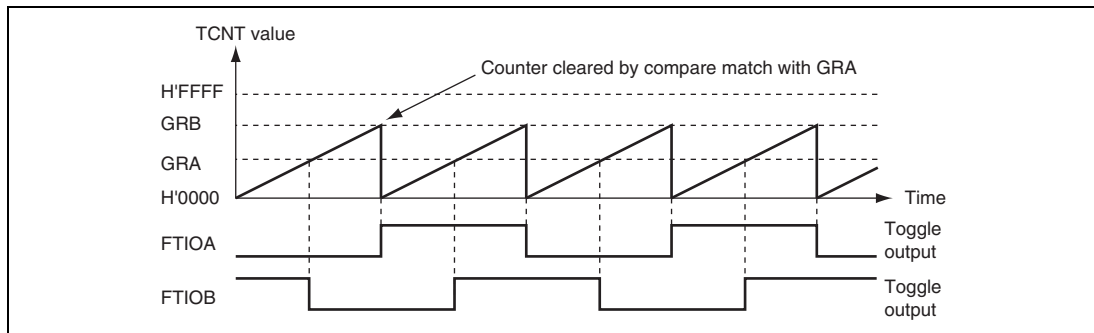 TCNT value
Counter cleared by compare match with GRA
H'FFFF
GRB
GRA
H'0000
Time
FTIOA
Toggle
output
FTIOB
Toggle
output